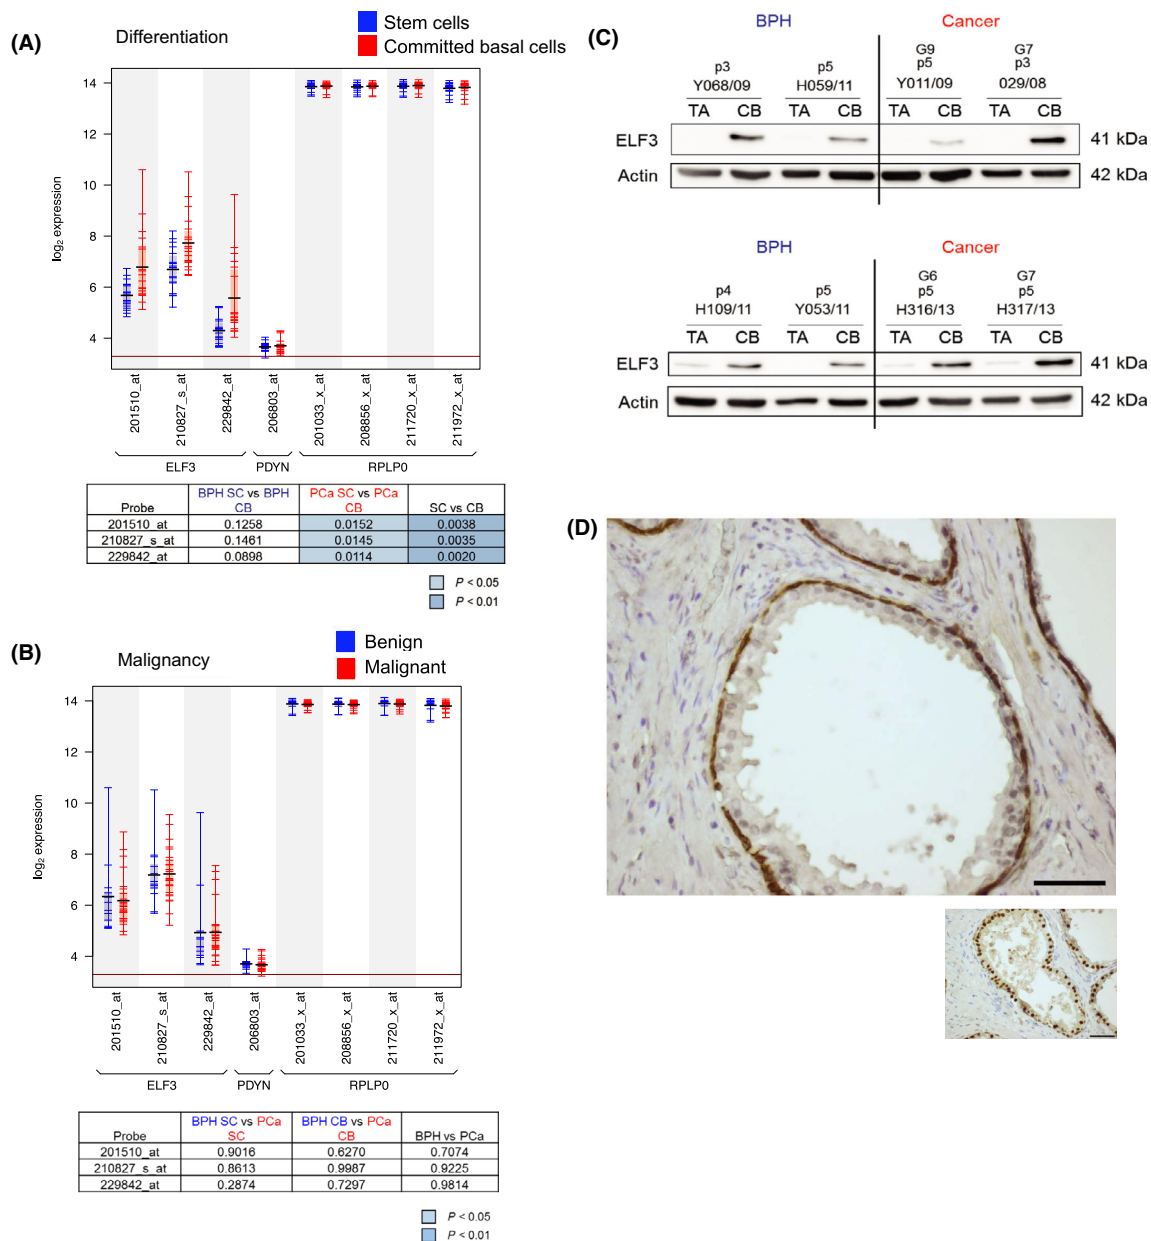 (A)
Differentiation
Stem cells
Committed basal cells
log2 expression
14
12
10
8
6
4
201510_at
210827_s_at
229842_at
206803_at
201033_x_at
208856_x_at
211720_x_at
211972_x_at
ELF3
PDYN
RPLP0
Probe
BPH SC vs BPH CB
PCa SC vs PCa CB
SC vs CB
201510_at 0.1258 0.0152 0.0038
210827_s_at 0.1461 0.0145 0.0035
229842_at 0.0898 0.0114 0.0020
P < 0.05
P < 0.01
(B)
Malignancy
Benign
Malignant
log2 expression
14
12
10
8
6
4
201510_at
210827_s_at
229842_at
206803_at
201033_x_at
208856_x_at
211720_x_at
211972_x_at
ELF3
PDYN
RPLP0
Probe
BPH SC vs PCa SC
BPH CB vs PCa CB
BPH vs PCa
201510_at 0.9016 0.6270 0.7074
210827_s_at 0.8613 0.9987 0.9225
229842_at 0.2874 0.7297 0.9814
P < 0.05
P < 0.01
(C)
BPH Cancer
p3
Y068/09
p5
H059/11
G9
p5
Y011/09
G7
p3
029/08
TA CB TA CB TA CB TA CB
ELF3 41 kDa
Actin 42 kDa
BPH Cancer
p4
H109/11
p5
Y053/11
G6
p5
H316/13
G7
p5
H317/13
TA CB TA CB TA CB TA CB
ELF3 41 kDa
Actin 42 kDa
(D)